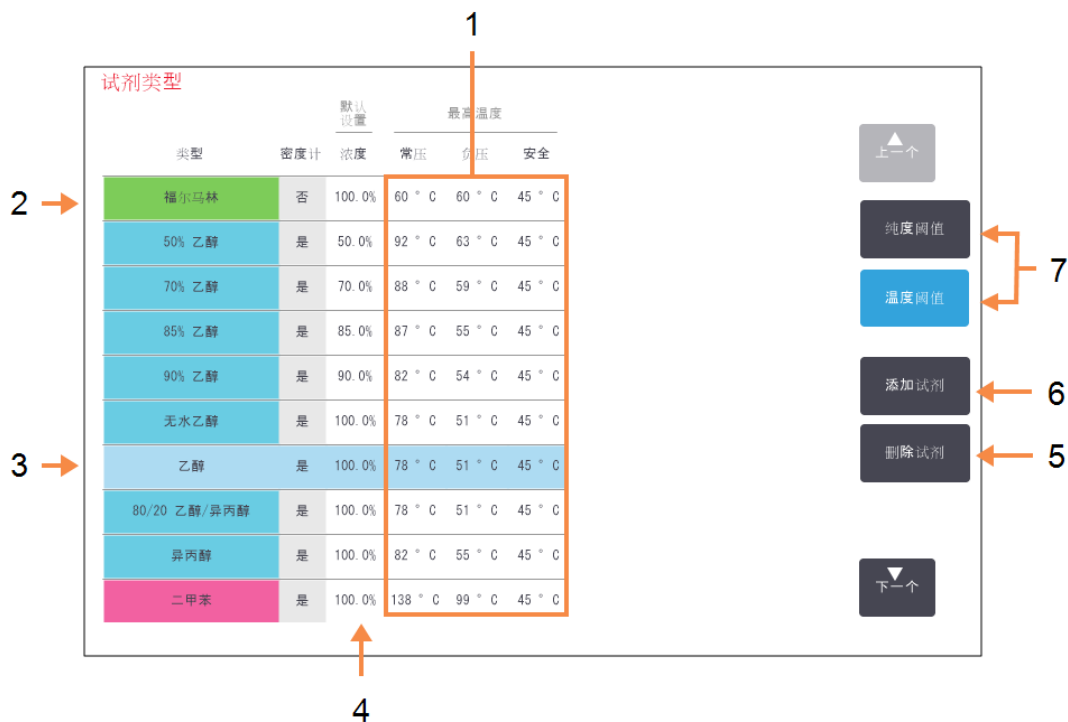 1
试剂类型
默认
设置
最高温度
类型 密度计 浓度 常压 负压 安全
上一个
2
福尔马林 否 100.0% 60 ° C 60 ° C 45 ° C
纯度阈值
50% 乙醇 是 50.0% 92 ° C 63 ° C 45 ° C
7
70% 乙醇 是 70.0% 88 ° C 59 ° C 45 ° C
温度阈值
85% 乙醇 是 85.0% 87 ° C 55 ° C 45 ° C
90% 乙醇 是 90.0% 82 ° C 54 ° C 45 ° C
添加试剂
6
无水乙醇 是 100.0% 78 ° C 51 ° C 45 ° C
删除试剂
5
3
乙醇 是 100.0% 78 ° C 51 ° C 45 ° C
80/20 乙醇/异丙醇 是 100.0% 78 ° C 51 ° C 45 ° C
异丙醇 是 100.0% 82 ° C 55 ° C 45 ° C
下一个
二甲苯 是 100.0% 138 ° C 99 ° C 45 ° C
4